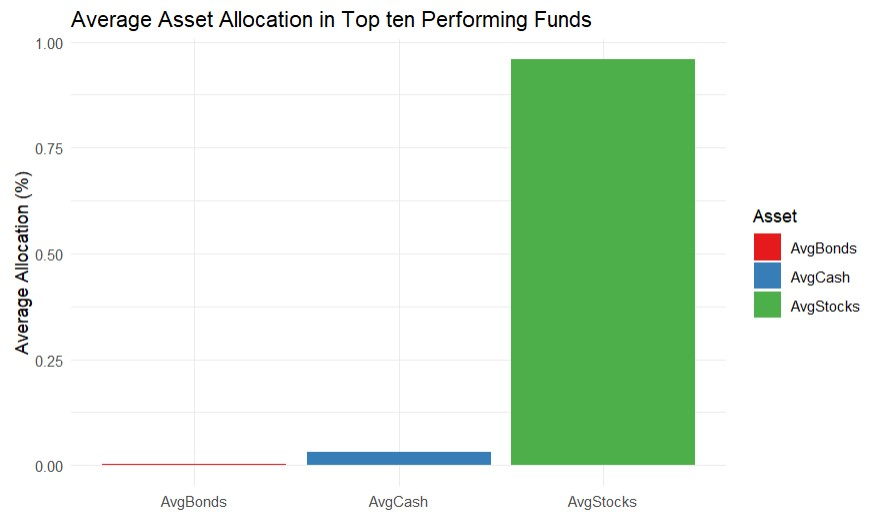 Average Asset Allocation in Top ten Performing Funds
Average Allocation (%)
1.00
0.75
0.50
0.25
0.00
AvgBonds
AvgCash
AvgStocks
Asset
AvgBonds
AvgCash
AvgStocks